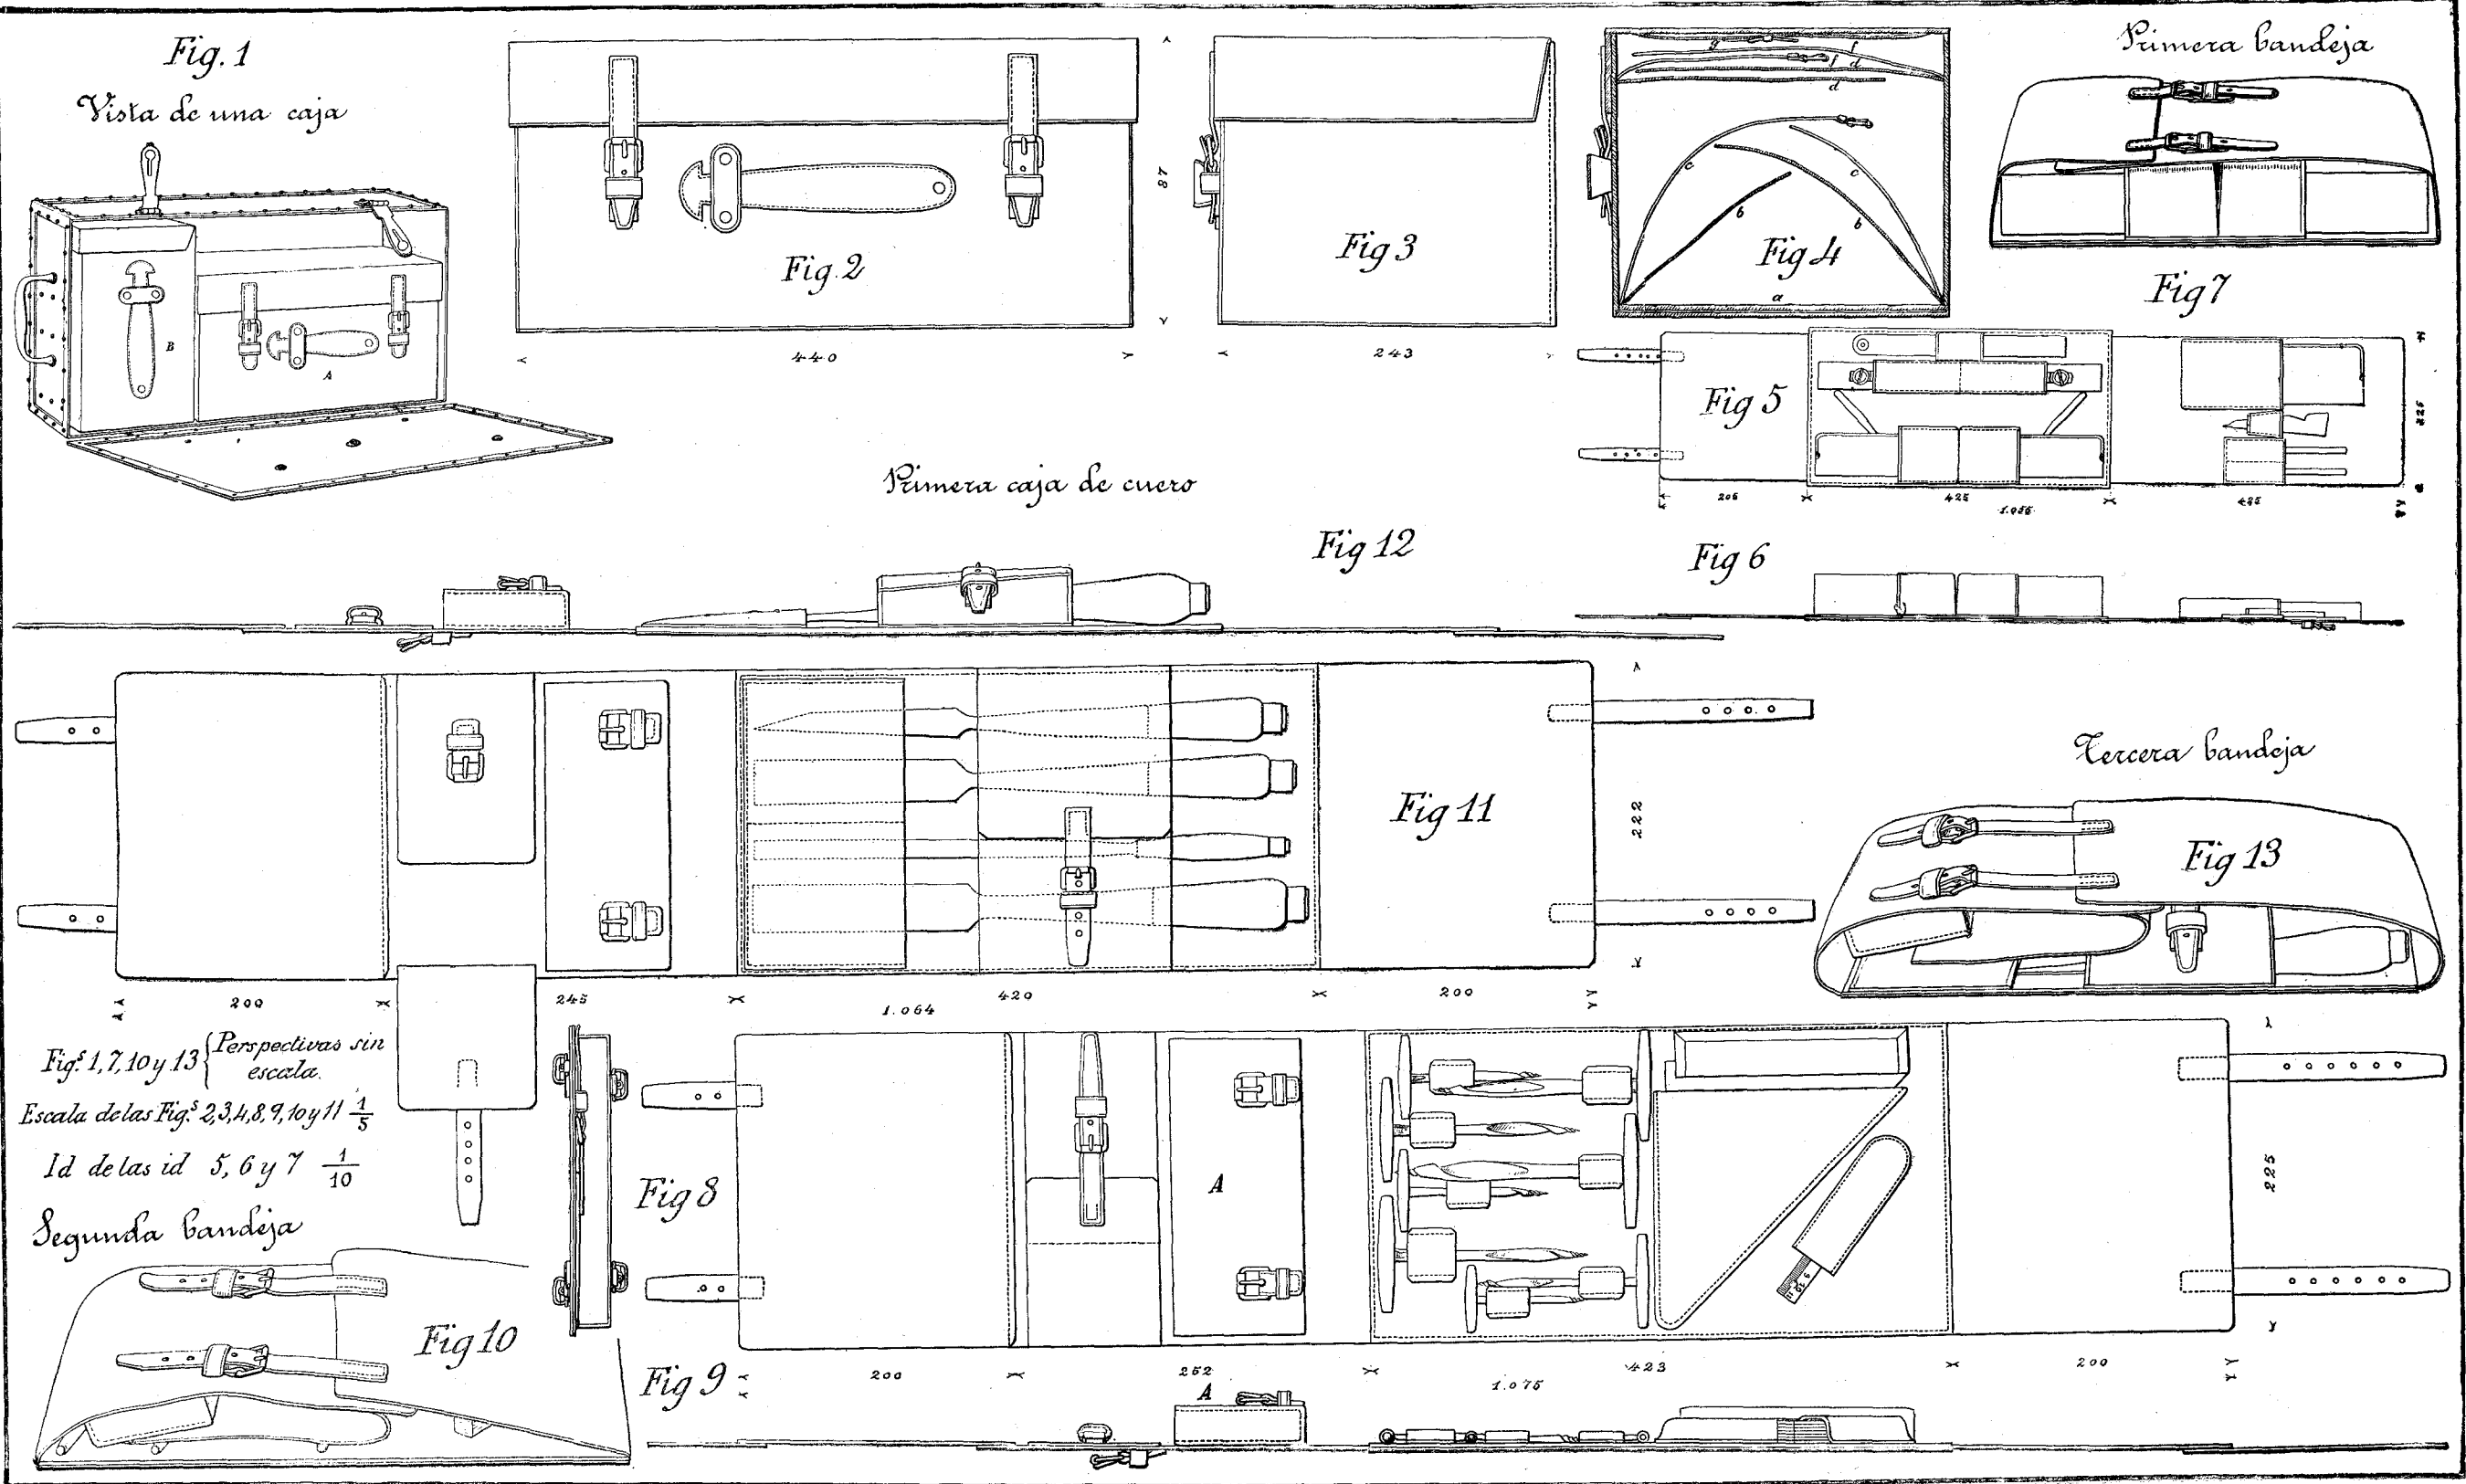 Fig. 1
Vista de una caja
B
A
Fig. 2
87
440
Fig 3
243
g
f
f
d
d
c
c
b
b
Fig 4
a
Primera bandeja
Fig 7
Fig 5
225
206
425
425
1.056
Primera caja de cuero
Fig 12
Fig 6
Fig 11
222
200
245
420
200
1.064
Tercera bandeja
Fig 13
Figs. 1, 7, 10 y 13 { Perspectivas sin
escala.
Escala de las Figs. 2, 3, 4, 8, 9, 10 y 11 1/5
Id de las id 5, 6 y 7 1/10
Segunda bandeja
Fig 10
Fig 8
A
225
Fig 9
200
252
423
200
1.075
A